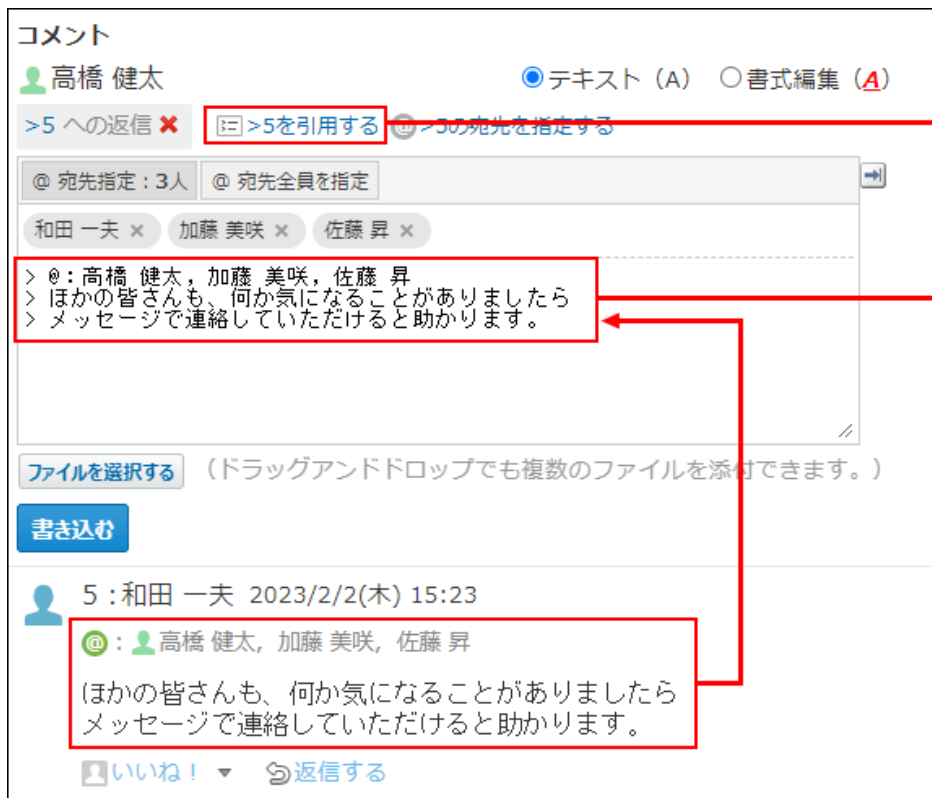 コメント
高橋 健太 テキスト（A） 書式編集（A）
>5 への返信 >5を引用する @ >5の宛先を指定する
@ 宛先指定：3人 @ 宛先全員を指定
和田 一夫 × 加藤 美咲 × 佐藤 昇 ×
> @：高橋 健太，加藤 美咲，佐藤 昇
> ほかの皆さんも、何か気になることがありましたら
> メッセージで連絡していただけると助かります。
ファイルを選択する （ドラッグアンドドロップでも複数のファイルを添付できます。）
書き込む
5：和田 一夫 2023/2/2(木) 15:23
@：高橋 健太, 加藤 美咲, 佐藤 昇
ほかの皆さんも、何か気になることがありましたら
メッセージで連絡していただけると助かります。
いいね！ ▼ 返信する